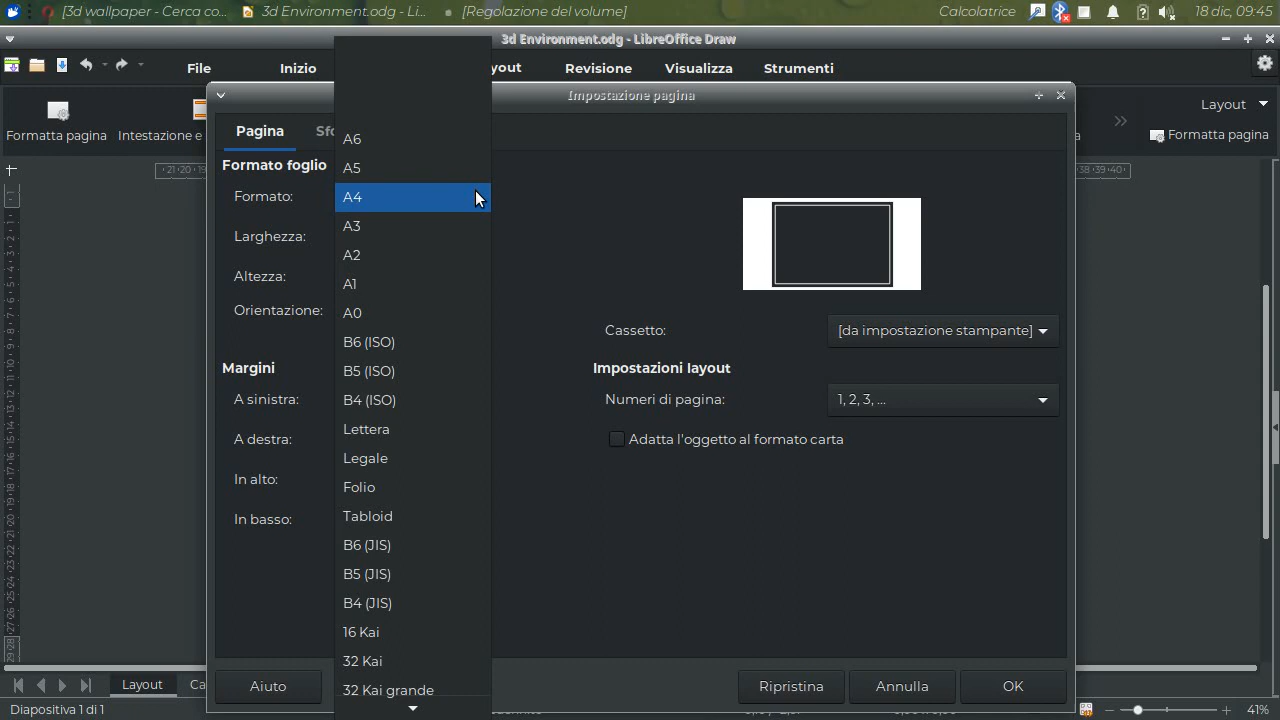 [3d wallpaper - Cerca co...
3d Environment.odg - Li...
[Regolazione del volume]
Calcolatrice
18 dic, 09:45
3d Environment.odg - LibreOffice Draw
File
Inizio
yout
Revisione
Visualizza
Strumenti
Impostazione pagina
Formatta pagina
Intestazione e
Layout
Formatta pagina
Pagina
Sfo
Formato foglio
Formato:
Larghezza:
Altezza:
Orientazione:
Margini
A sinistra:
A destra:
In alto:
In basso:
A6
A5
A4
A3
A2
A1
A0
B6 (ISO)
B5 (ISO)
B4 (ISO)
Lettera
Legale
Folio
Tabloid
B6 (JIS)
B5 (JIS)
B4 (JIS)
16 Kai
32 Kai
32 Kai grande
Cassetto:
[da impostazione stampante]
Impostazioni layout
Numeri di pagina:
1, 2, 3, ...
Adatta l'oggetto al formato carta
Aiuto
Ripristina
Annulla
OK
Layout
Co
Diapositiva 1 di 1
41%